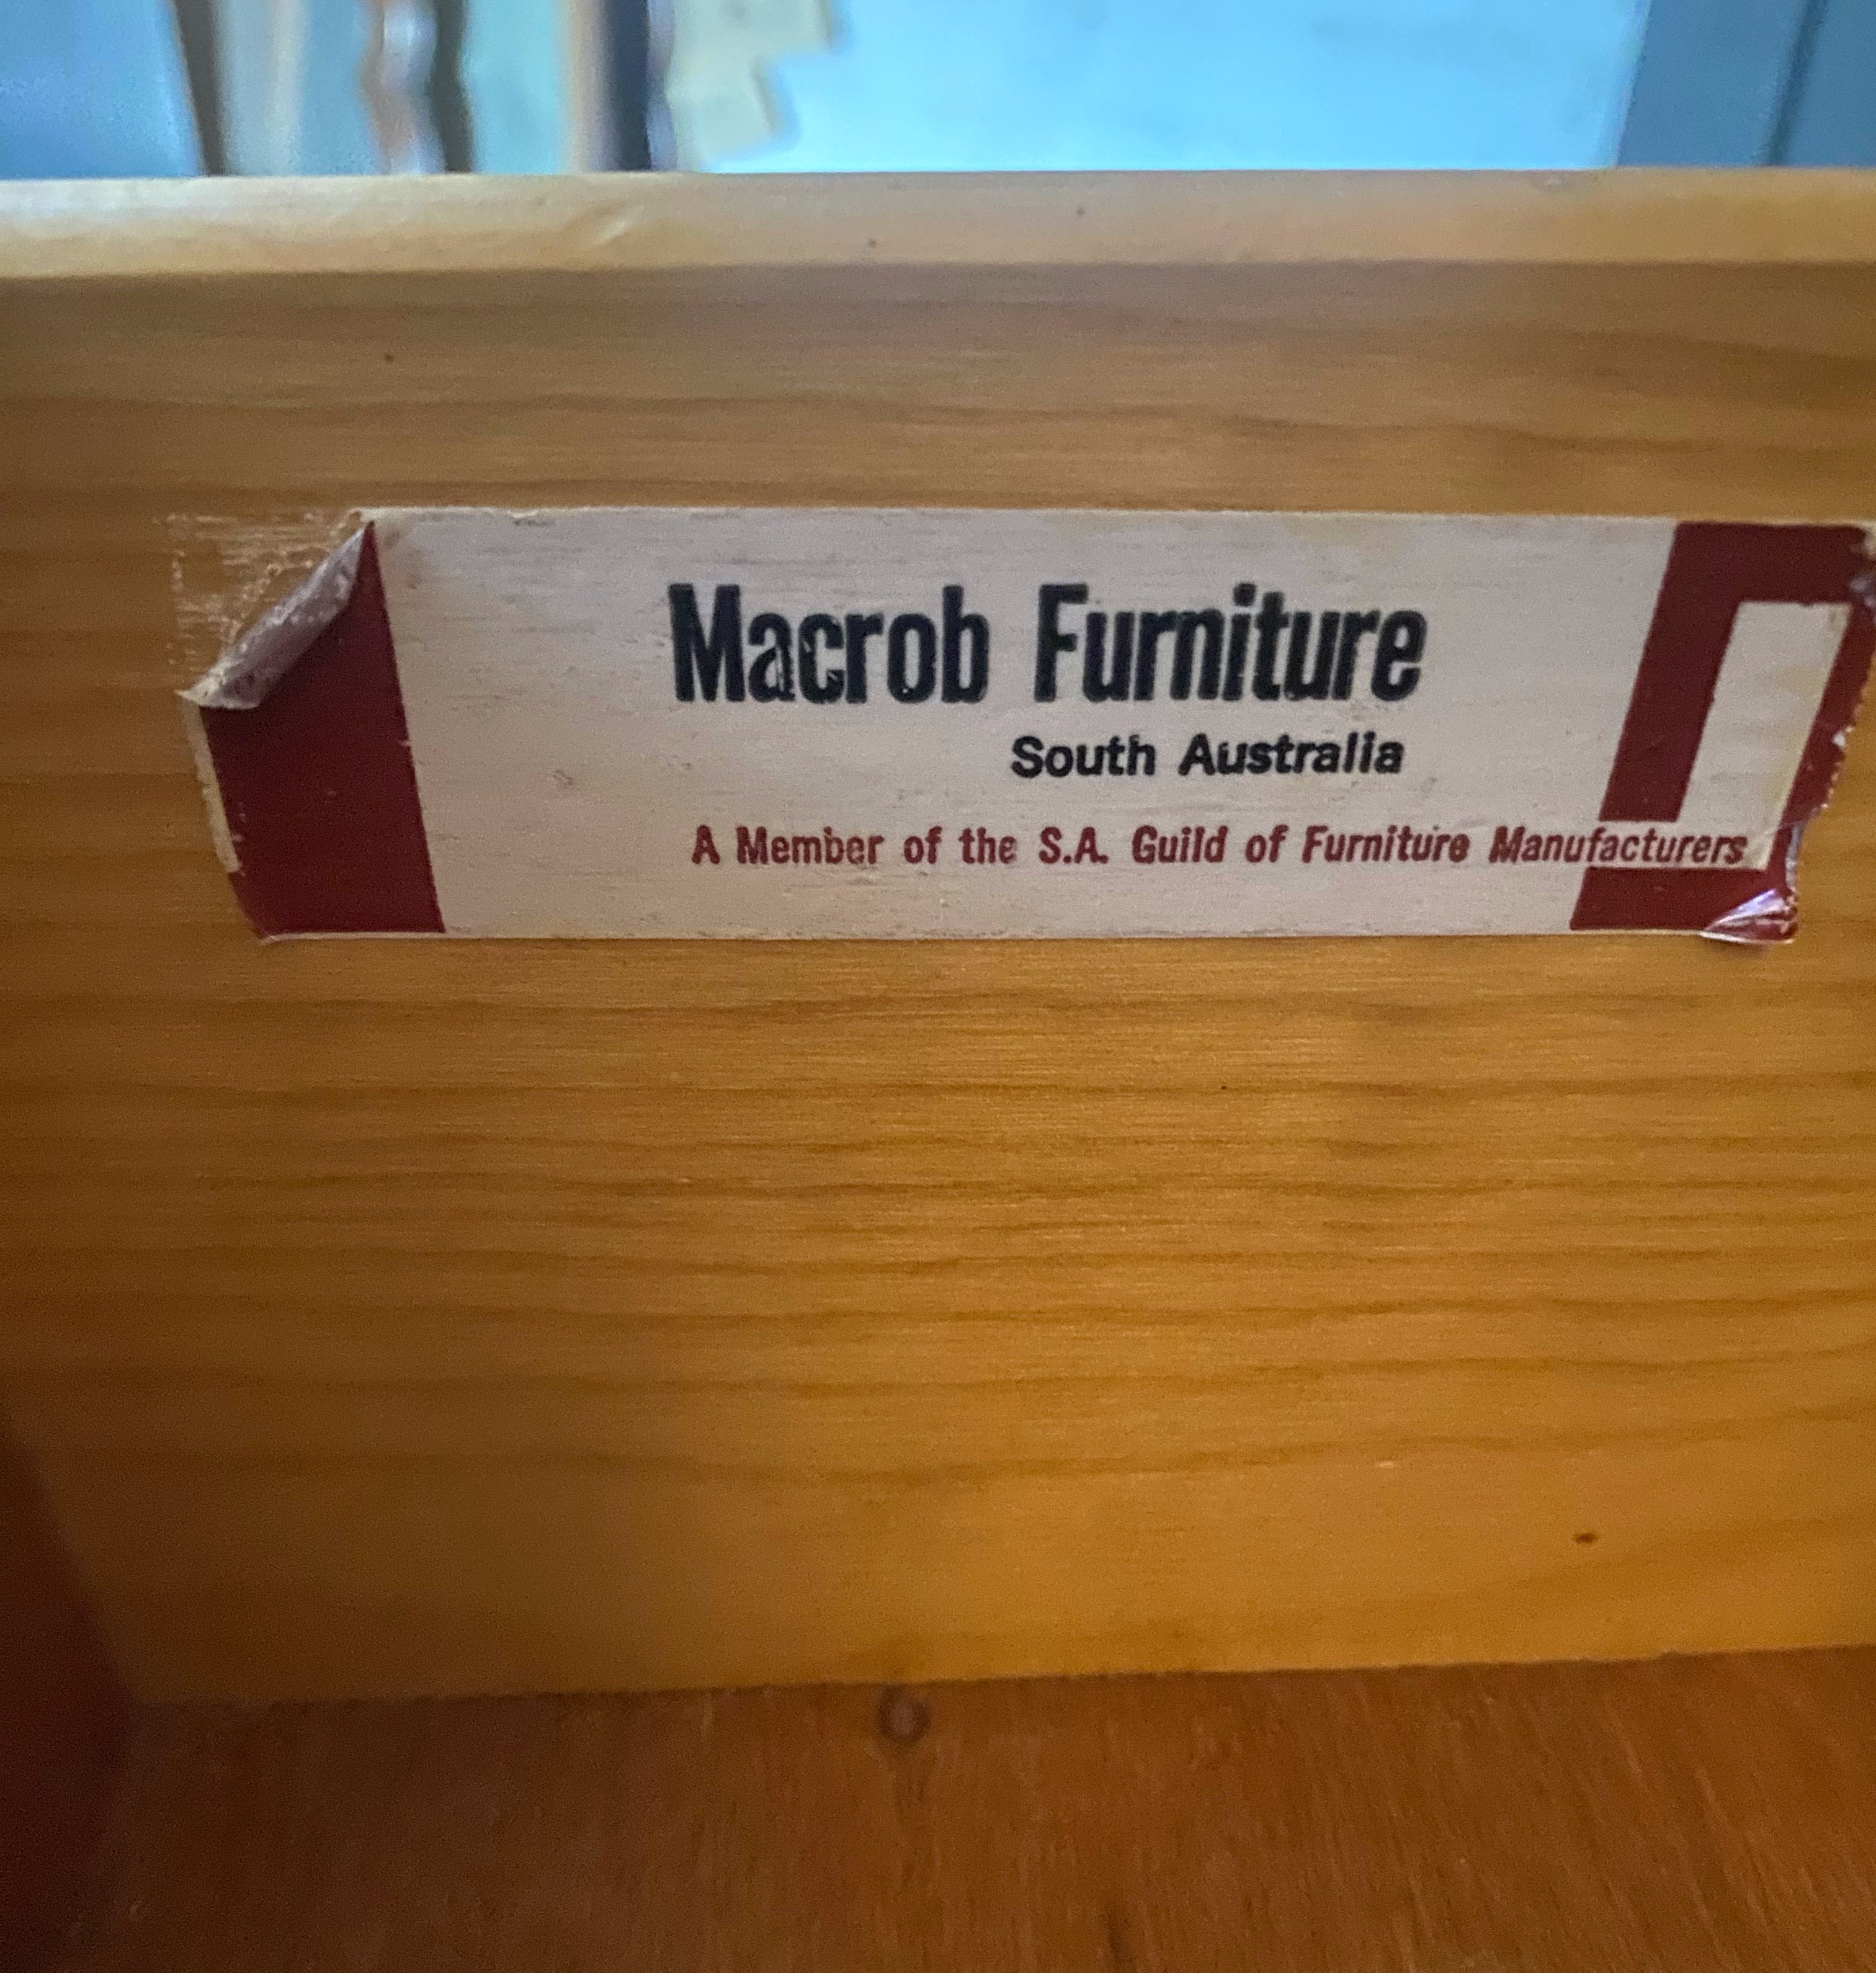 Macrob Furniture
South Australia
A Member of the S.A. Guild of Furniture Manufacturers